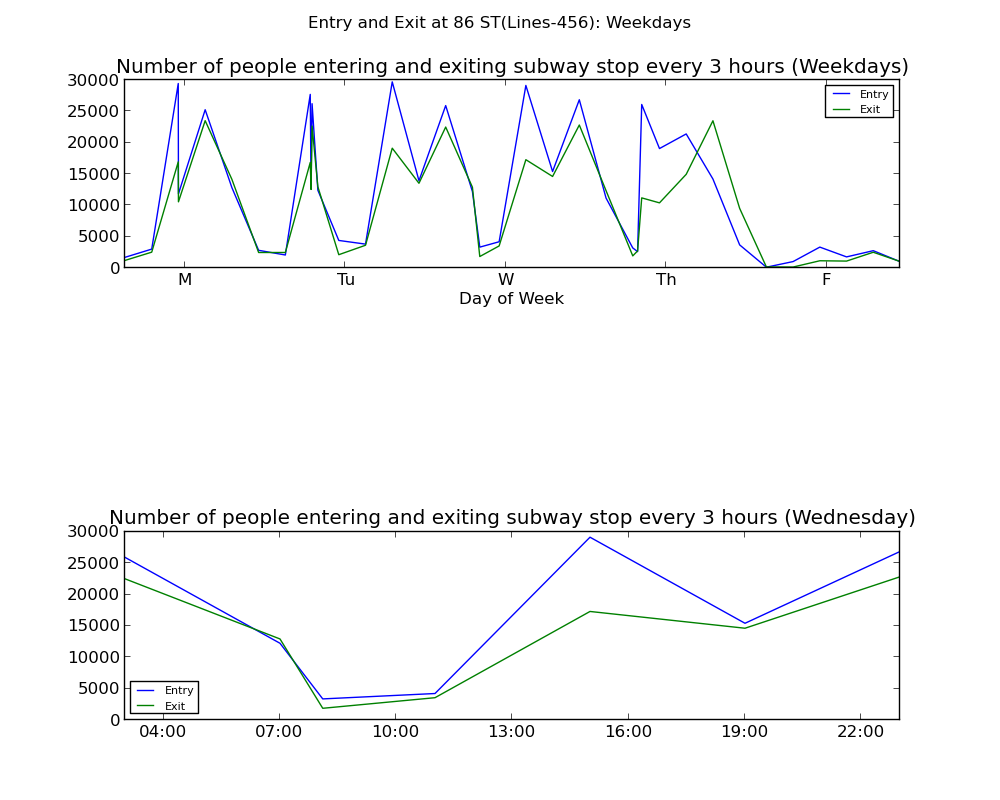 Entry and Exit at 86 ST(Lines-456): Weekdays
Number of people entering and exiting subway stop every 3 hours (Weekdays)
30000
25000
20000
15000
10000
5000
0
Entry
Exit
M Tu W Th F
Day of Week
Number of people entering and exiting subway stop every 3 hours (Wednesday)
30000
25000
20000
15000
10000
5000
0
Entry
Exit
04:00 07:00 10:00 13:00 16:00 19:00 22:00